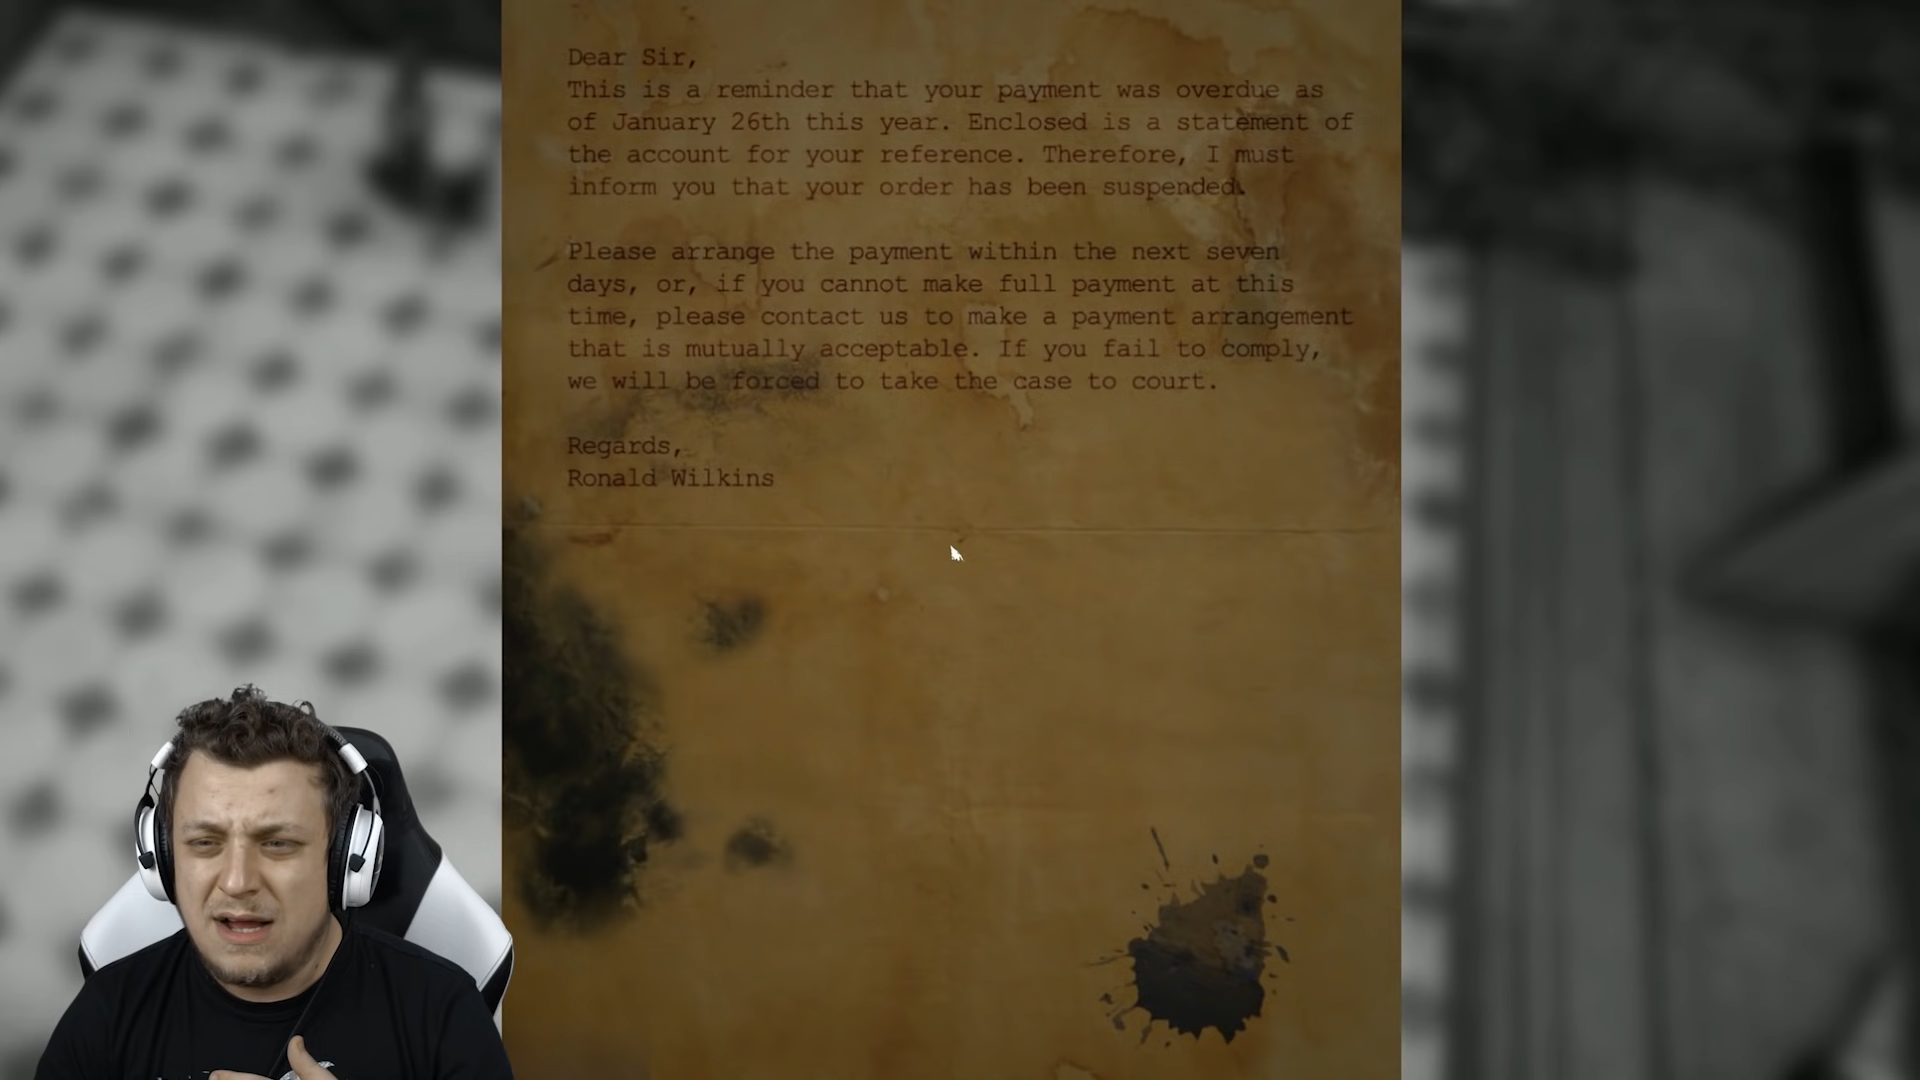 Dear Sir,
This is a reminder that your payment was overdue as
of January 26th this year. Enclosed is a statement of
the account for your reference. Therefore, I must
inform you that your order has been suspended.
Please arrange the payment within the next seven
days, or, if you cannot make full payment at this
time, please contact us to make a payment arrangement
that is mutually acceptable. If you fail to comply,
we will be forced to take the case to court.
Regards,
Ronald Wilkins